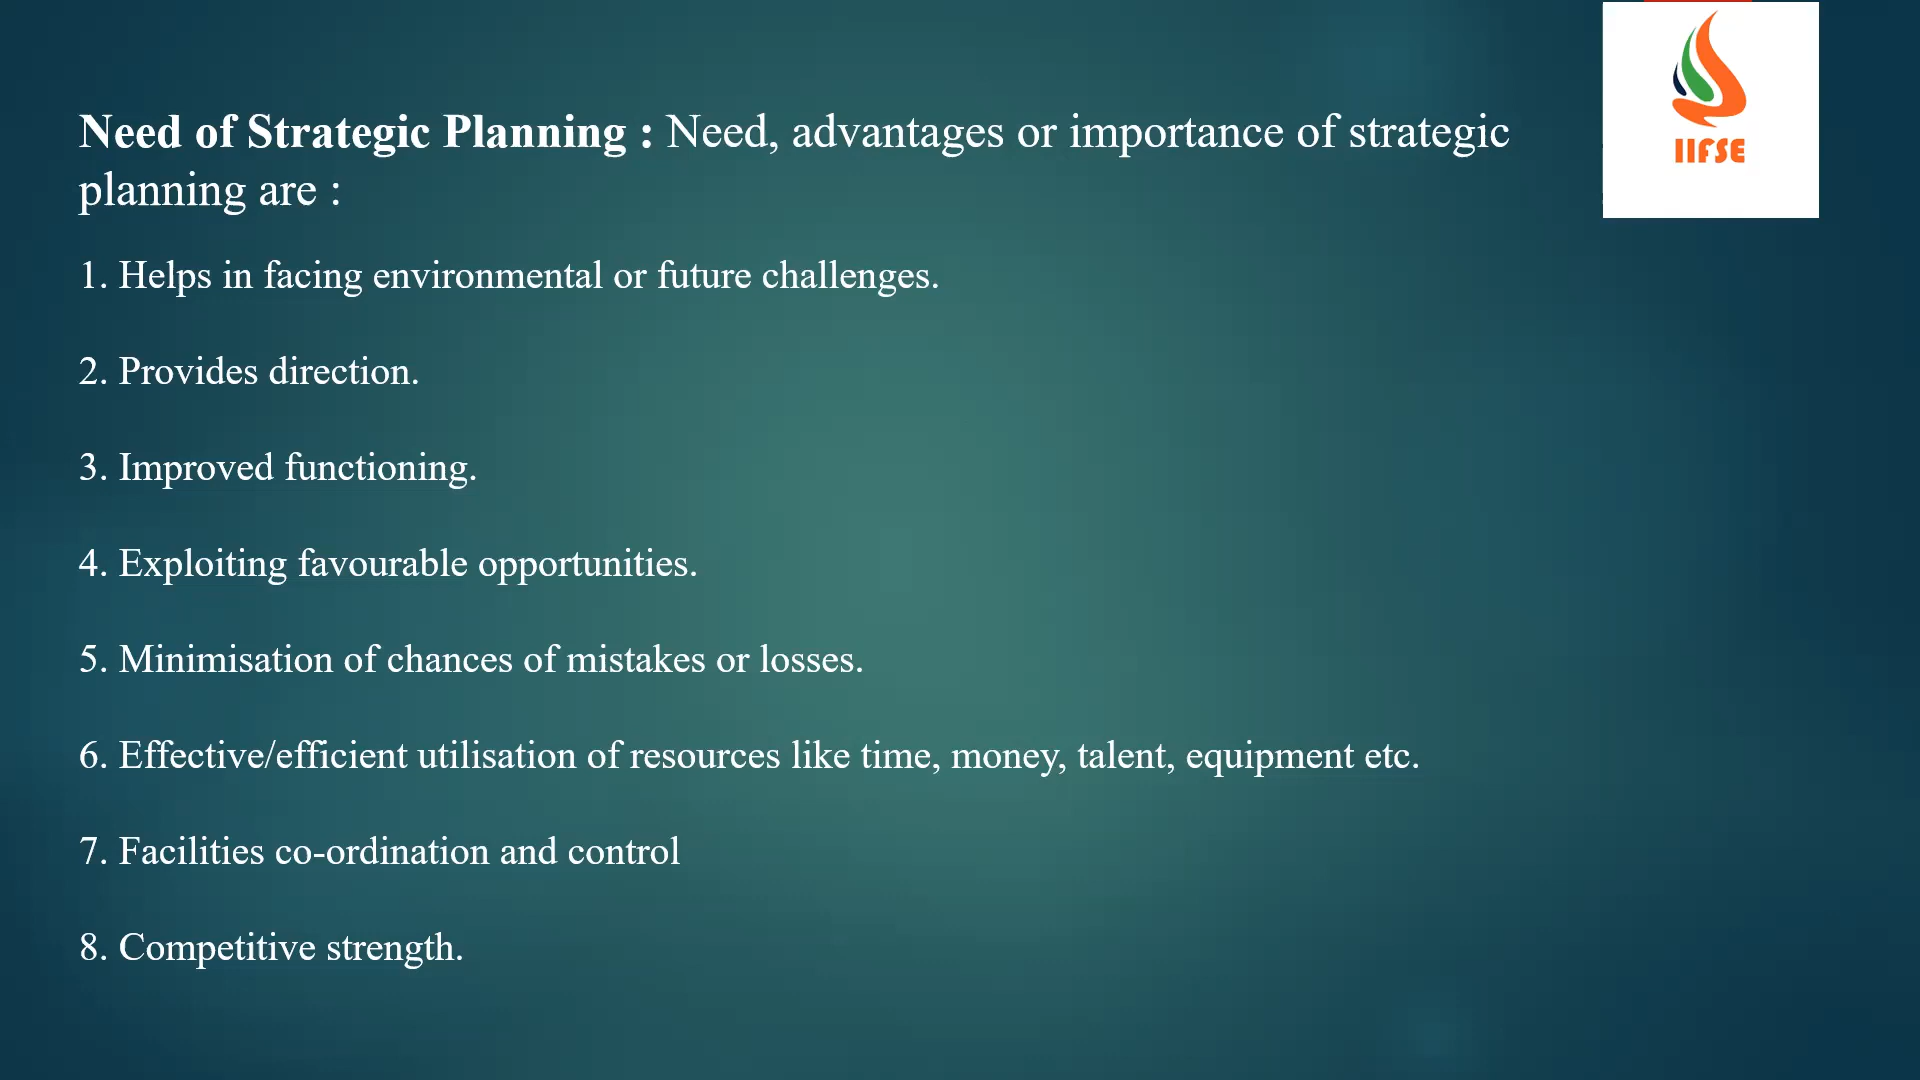 Need of Strategic Planning : Need, advantages or importance of strategic
planning are :
1. Helps in facing environmental or future challenges.
2. Provides direction.
3. Improved functioning.
4. Exploiting favourable opportunities.
5. Minimisation of chances of mistakes or losses.
6. Effective/efficient utilisation of resources like time, money, talent, equipment etc.
7. Facilities co-ordination and control
8. Competitive strength.
IIFSE